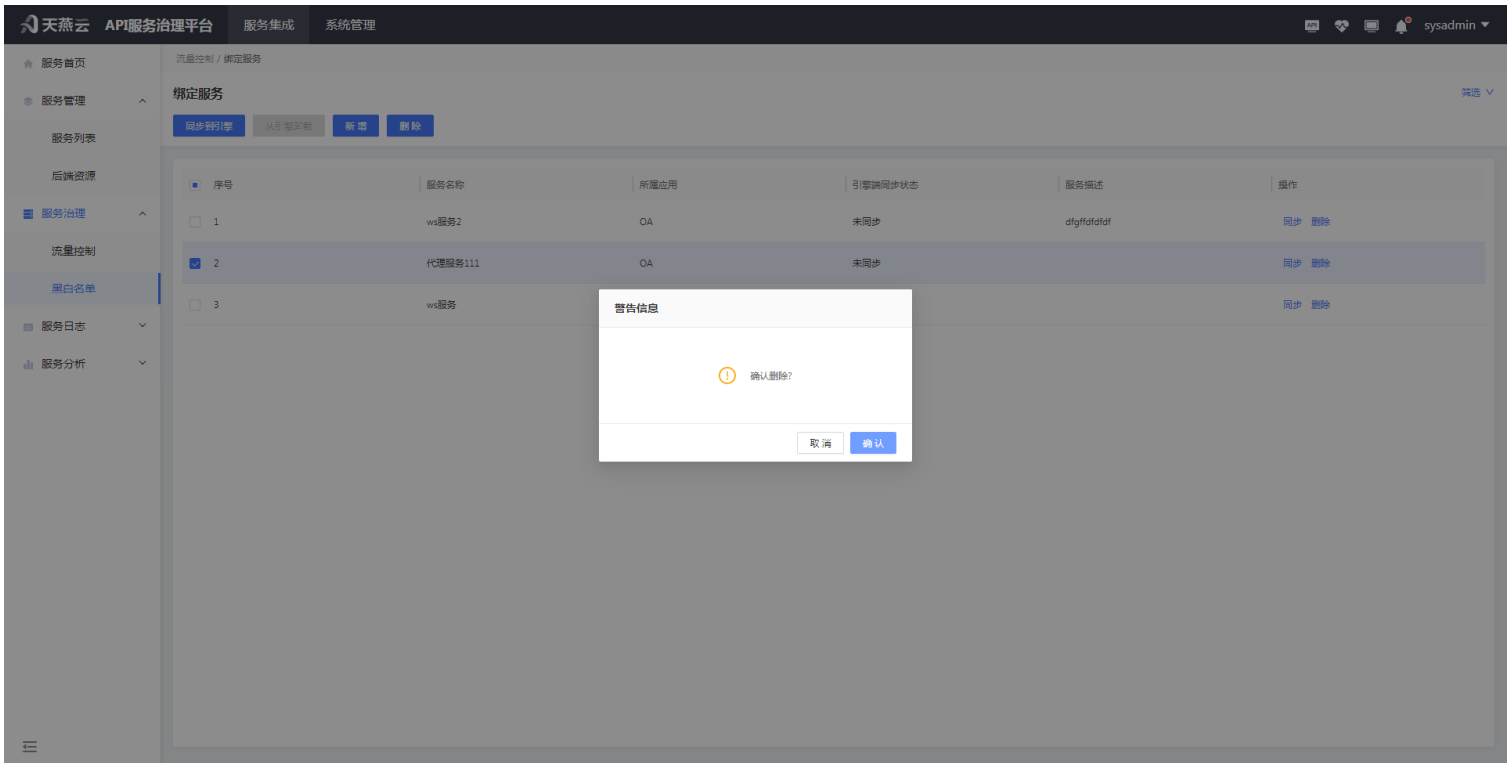 天燕云 API服务治理平台 服务集成 系统管理 API sysadmin
服务首页
服务管理
服务列表
后端资源
服务治理
流量控制
黑白名单
服务日志
服务分析
流量控制 / 绑定服务
绑定服务 筛选
同步到引擎 从引擎卸载 新增 删除
序号 服务名称 所属应用 引擎端同步状态 服务描述 操作
1 ws服务2 OA 未同步 dfgffdfdfdf 同步 删除
2 代理服务111 OA 未同步 同步 删除
3 ws服务 同步 删除
警告信息
确认删除?
取消 确认